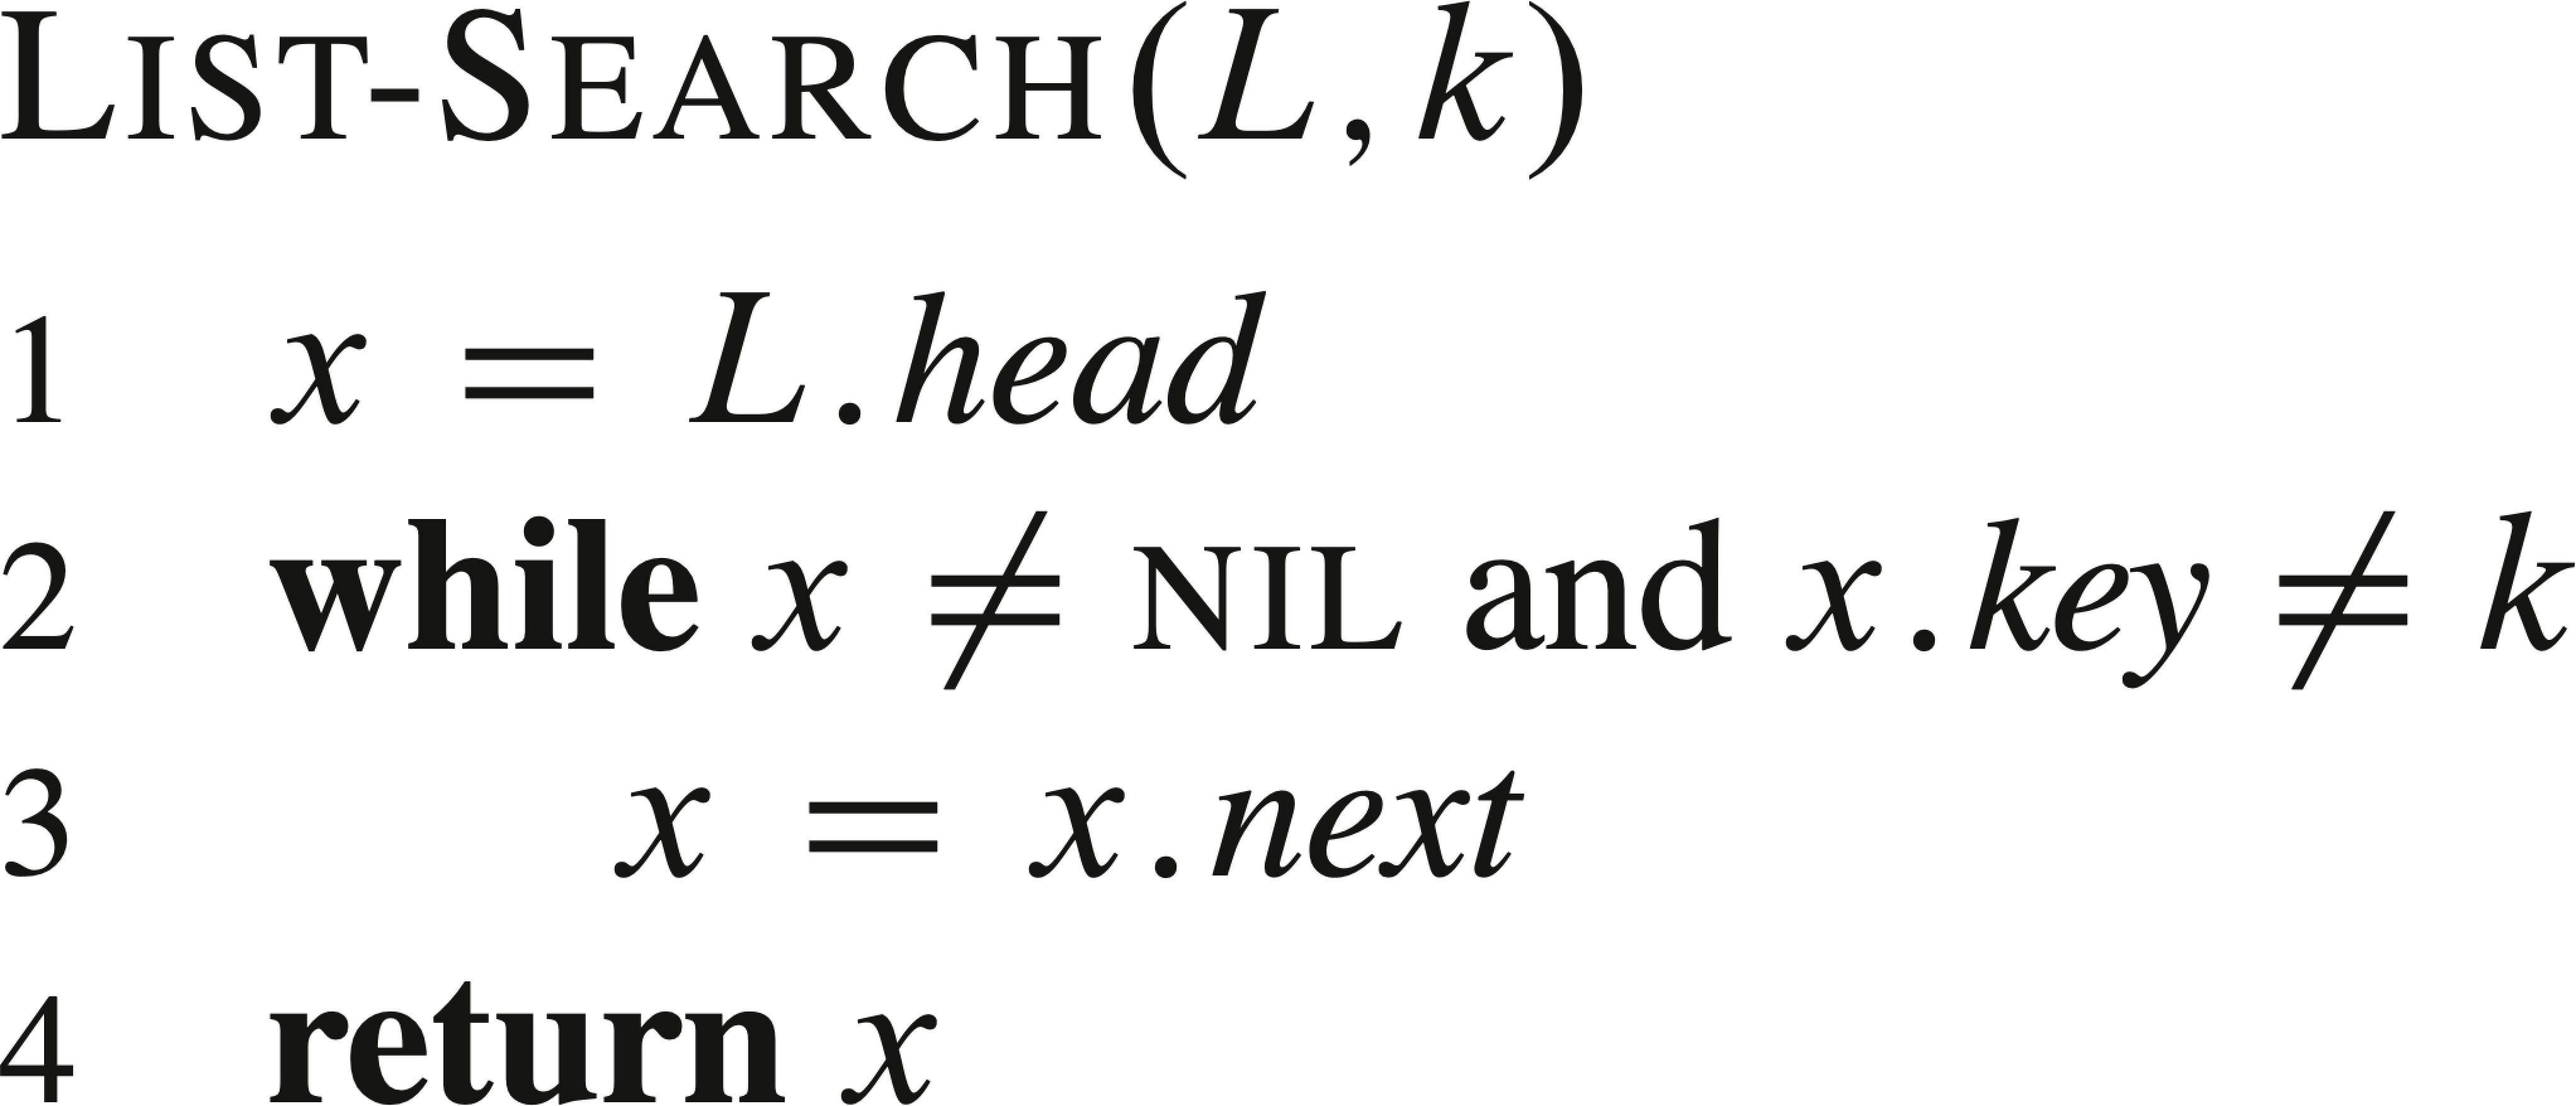 LIST-SEARCH(L, k)
1 x = L.head
2 while x ≠ NIL and x.key ≠ k
3 x = x.next
4 return x